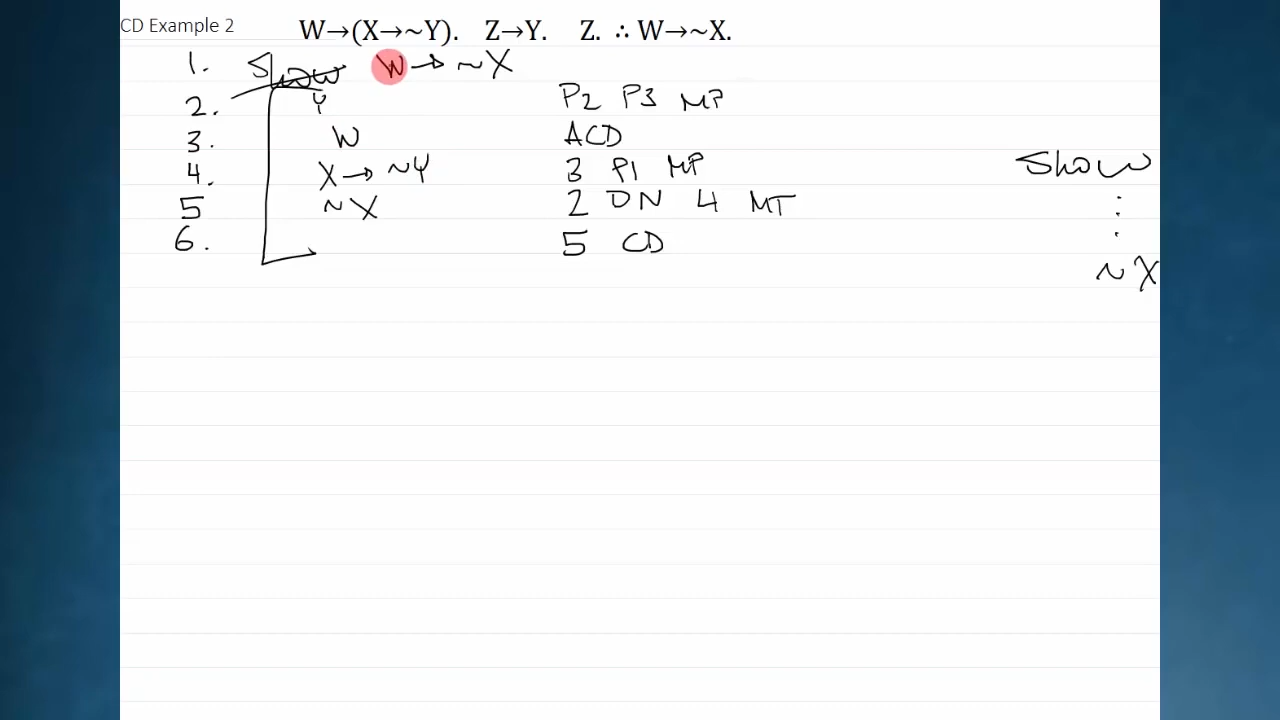 CD Example 2
W→(X→~Y).  Z→Y.  Z. ∴ W→~X.
1. Show W→~X
2. Y P2 P3 MP
3. W ACD
4. X→~Y 3 P1 MP
5 ~X 2 DN 4 MT
6. 5 CD
Show
:
.
~X